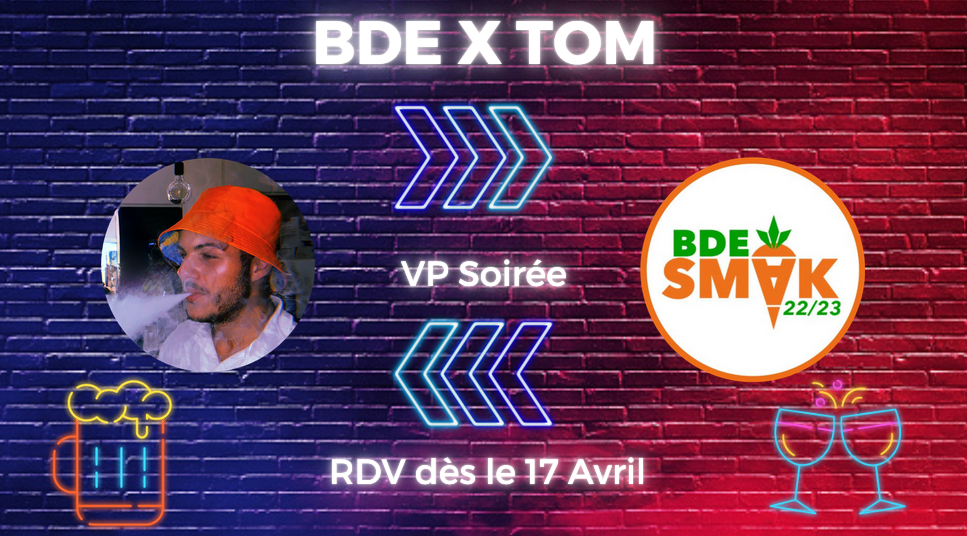 BDE X TOM
VP Soirée
BDE
SMAK
22/23
RDV dès le 17 Avril